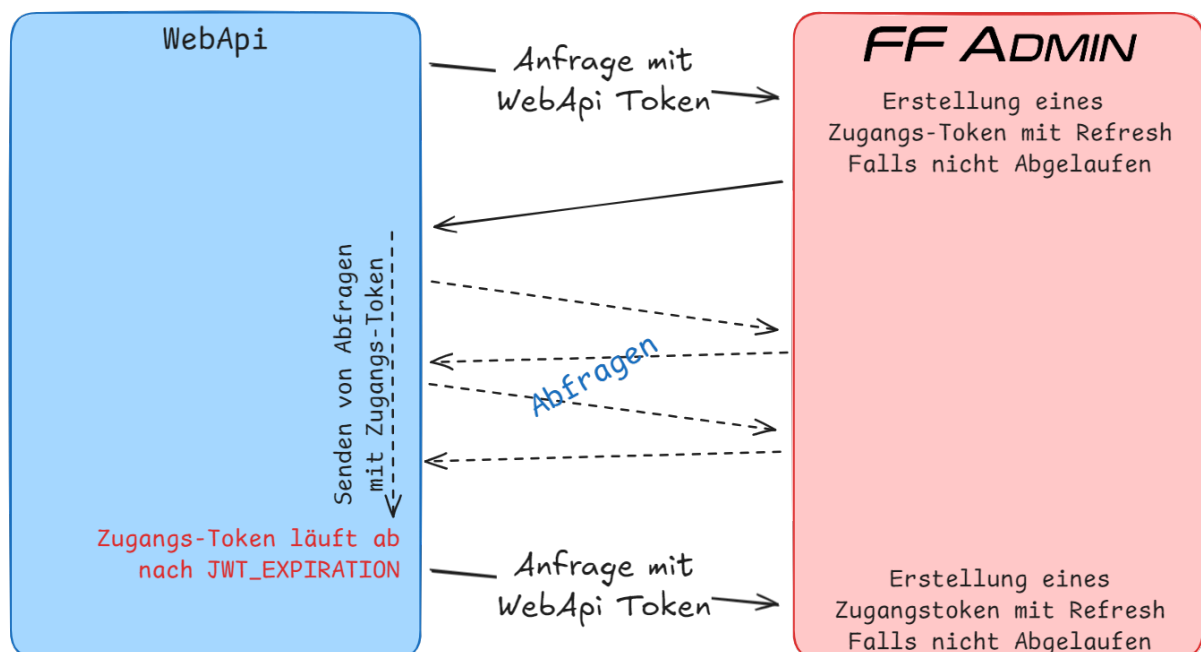 WebApi
FF ADMIN
Anfrage mit
WebApi Token
Erstellung eines
Zugangs-Token mit Refresh
Falls nicht Abgelaufen
Senden von Abfragen
mit Zugangs-Token
Abfragen
Zugangs-Token läuft ab
nach JWT_EXPIRATION
Anfrage mit
WebApi Token
Erstellung eines
Zugangstoken mit Refresh
Falls nicht Abgelaufen